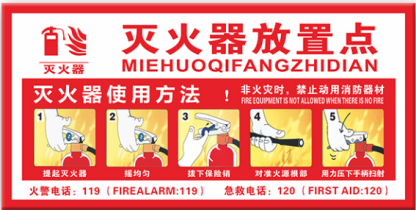 灭火器放置点
MIEHUOQIFANGZHIDIAN
灭火器
灭火器使用方法 !
非火灾时，禁止动用消防器材
FIRE EQUIPMENT IS NOT ALLOWED WHEN THERE IS NO FIRE
1 2 3 4 5
提起灭火器 摇均匀 拨下保险销 对准火源根部 用力压下手柄扫射
火警电话：119（FIREALARM:119） 急救电话：120（FIRST AID:120）